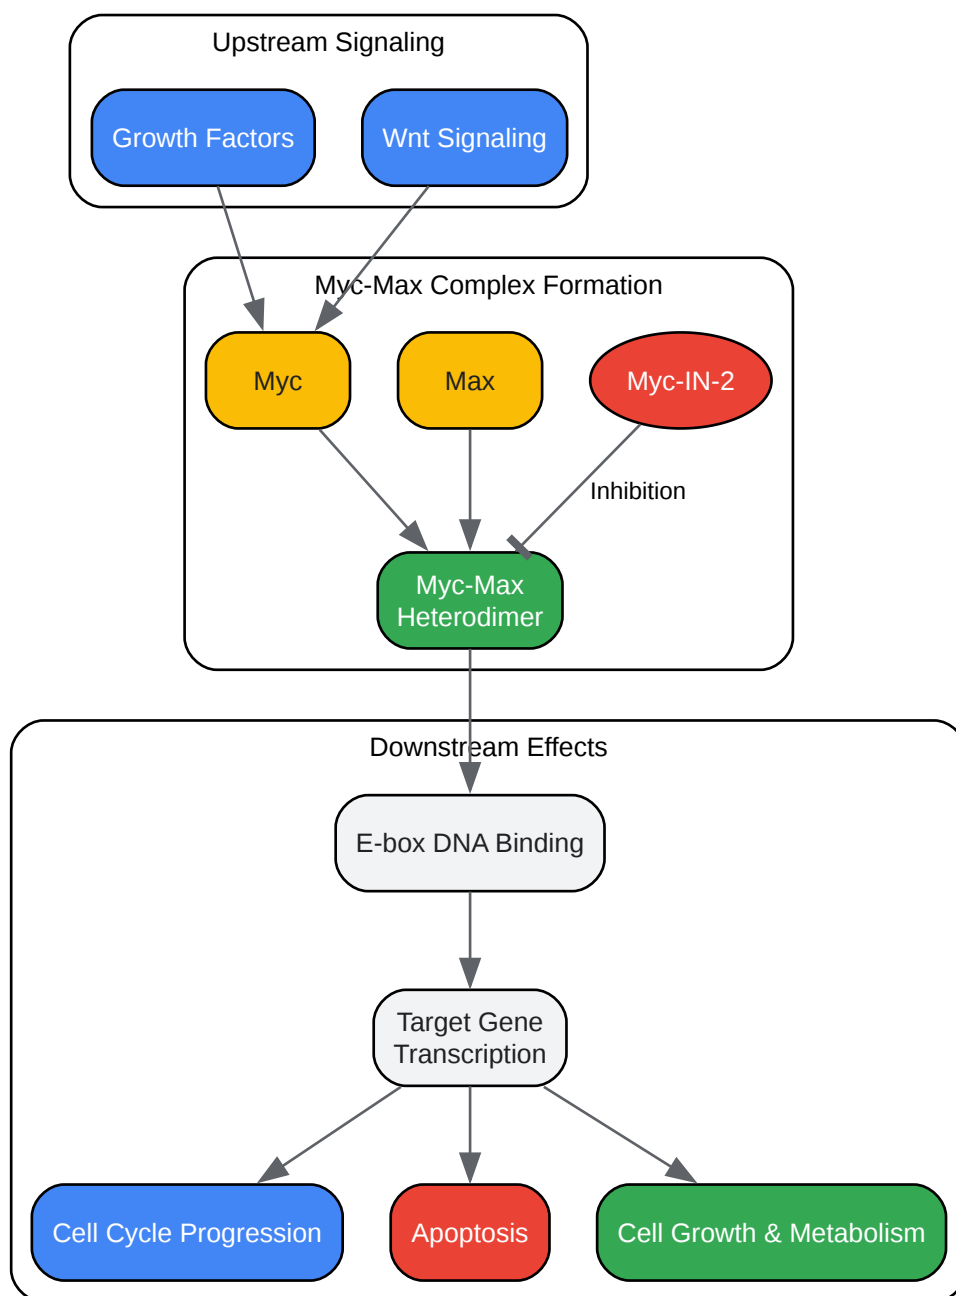 Upstream Signaling
Growth Factors
Wnt Signaling
Myc-Max Complex Formation
Myc
Max
Myc-IN-2
Inhibition
Myc-Max
Heterodimer
Downstream Effects
E-box DNA Binding
Target Gene
Transcription
Cell Cycle Progression
Apoptosis
Cell Growth & Metabolism